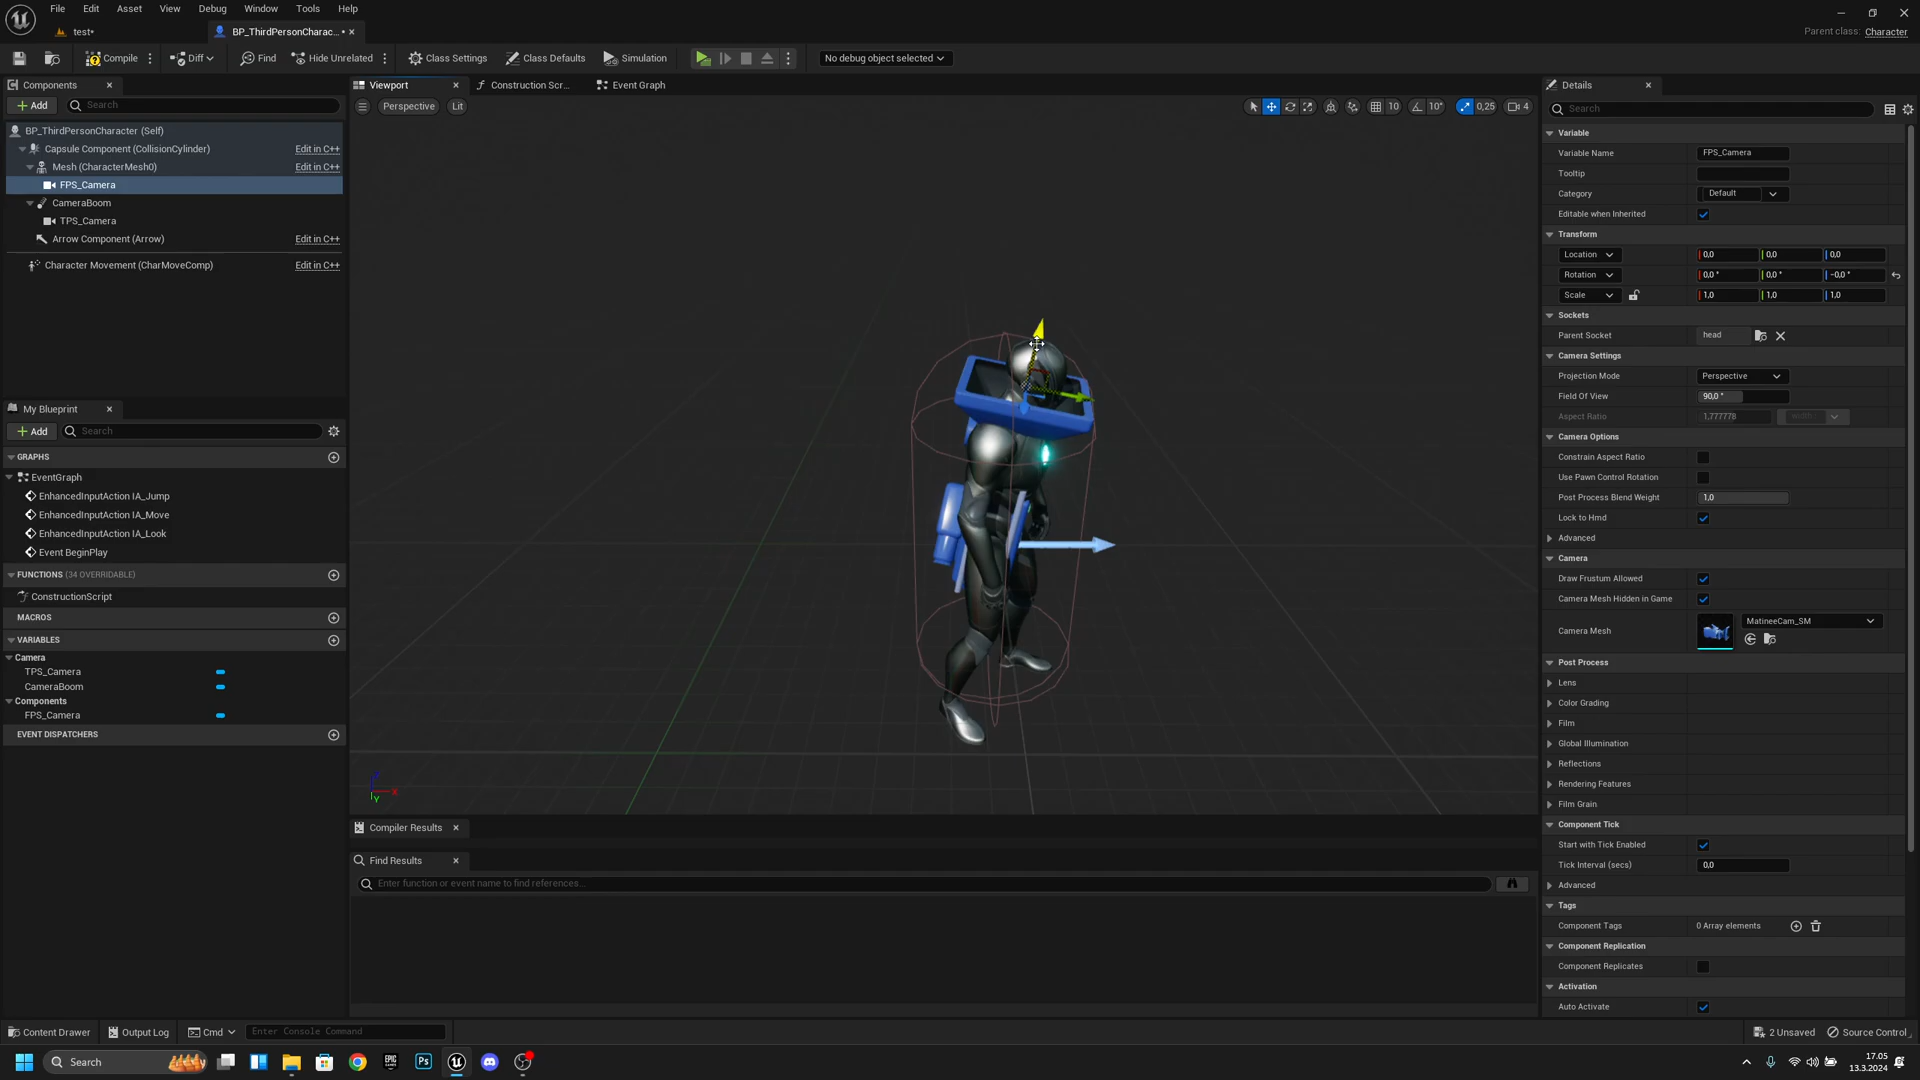 File Edit Asset View Debug Window Tools Help
test*
BP_ThirdPersonCharac... •
Parent class: Character
Compile Diff Find Hide Unrelated Class Settings Class Defaults Simulation No debug object selected
Components
Add Search
BP_ThirdPersonCharacter (Self)
Capsule Component (CollisionCylinder) Edit in C++
Mesh (CharacterMesh0) Edit in C++
FPS_Camera
CameraBoom
TPS_Camera
Arrow Component (Arrow) Edit in C++
Character Movement (CharMoveComp) Edit in C++
My Blueprint
Add Search
GRAPHS
EventGraph
EnhancedInputAction IA_Jump
EnhancedInputAction IA_Move
EnhancedInputAction IA_Look
Event BeginPlay
FUNCTIONS (34 OVERRIDABLE)
ConstructionScript
MACROS
VARIABLES
Camera
TPS_Camera
CameraBoom
Components
FPS_Camera
EVENT DISPATCHERS
Viewport Construction Scr... Event Graph
Perspective Lit
10 10° 0,25 4
X
Y
Compiler Results
Find Results
Enter function or event name to find references...
Details
Search
Variable
Variable Name FPS_Camera
Tooltip
Category Default
Editable when Inherited
Transform
Location 0,0 0,0 0,0
Rotation 0,0 ° 0,0 ° -0,0 °
Scale 1,0 1,0 1,0
Sockets
Parent Socket head
Camera Settings
Projection Mode Perspective
Field Of View 90,0 °
Aspect Ratio 1,777778
Camera Options
Constrain Aspect Ratio
Use Pawn Control Rotation
Post Process Blend Weight 1,0
Lock to Hmd
Advanced
Camera
Draw Frustum Allowed
Camera Mesh Hidden in Game
Camera Mesh MatineeCam_SM
Post Process
Lens
Color Grading
Film
Global Illumination
Reflections
Rendering Features
Film Grain
Component Tick
Start with Tick Enabled
Tick Interval (secs) 0,0
Advanced
Tags
Component Tags 0 Array elements
Component Replication
Component Replicates
Activation
Auto Activate
Content Drawer Output Log Cmd Enter Console Command 2 Unsaved Source Control
Search
17.05
13.3.2024